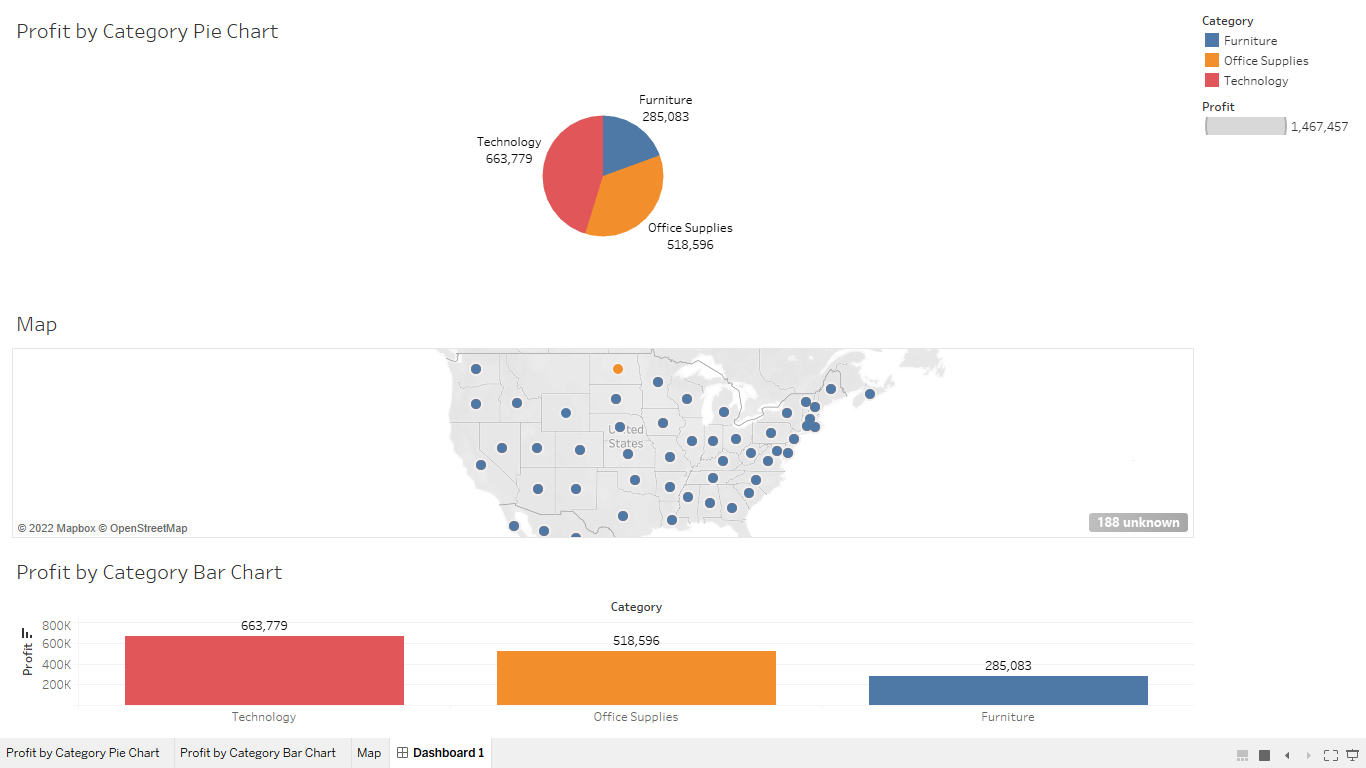 Profit by Category Pie Chart
Category
Furniture
Office Supplies
Technology
Profit
1,467,457
Furniture
285,083
Technology
663,779
Office Supplies
518,596
Map
United
States
© 2022 Mapbox © OpenStreetMap
188 unknown
Profit by Category Bar Chart
Category
Profit
800K
600K
400K
200K
663,779
518,596
285,083
Technology
Office Supplies
Furniture
Profit by Category Pie Chart
Profit by Category Bar Chart
Map
Dashboard 1